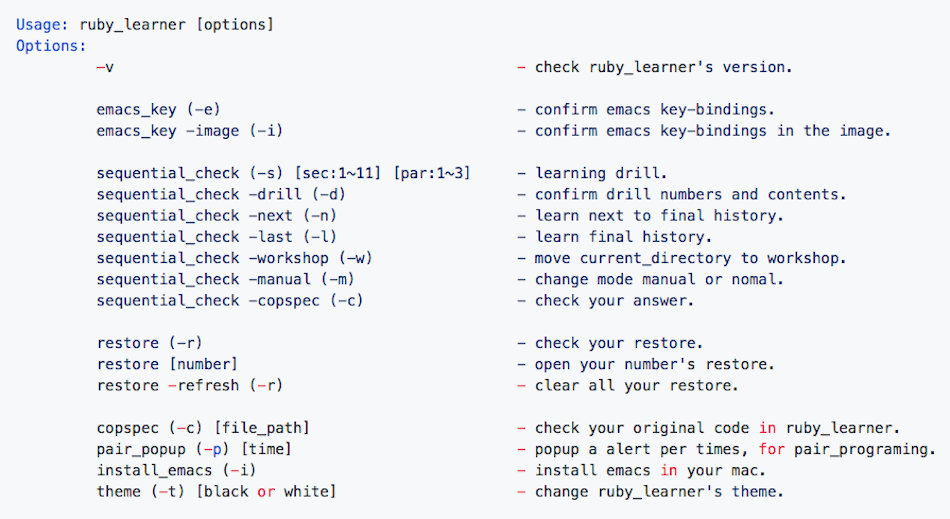 Usage: ruby_learner [options]
Options:
-v - check ruby_learner's version.
emacs_key (-e) - confirm emacs key-bindings.
emacs_key -image (-i) - confirm emacs key-bindings in the image.
sequential_check (-s) [sec:1~11] [par:1~3] - learning drill.
sequential_check -drill (-d) - confirm drill numbers and contents.
sequential_check -next (-n) - learn next to final history.
sequential_check -last (-l) - learn final history.
sequential_check -workshop (-w) - move current_directory to workshop.
sequential_check -manual (-m) - change mode manual or nomal.
sequential_check -copspec (-c) - check your answer.
restore (-r) - check your restore.
restore [number] - open your number's restore.
restore -refresh (-r) - clear all your restore.
copspec (-c) [file_path] - check your original code in ruby_learner.
pair_popup (-p) [time] - popup a alert per times, for pair_programing.
install_emacs (-i) - install emacs in your mac.
theme (-t) [black or white] - change ruby_learner's theme.